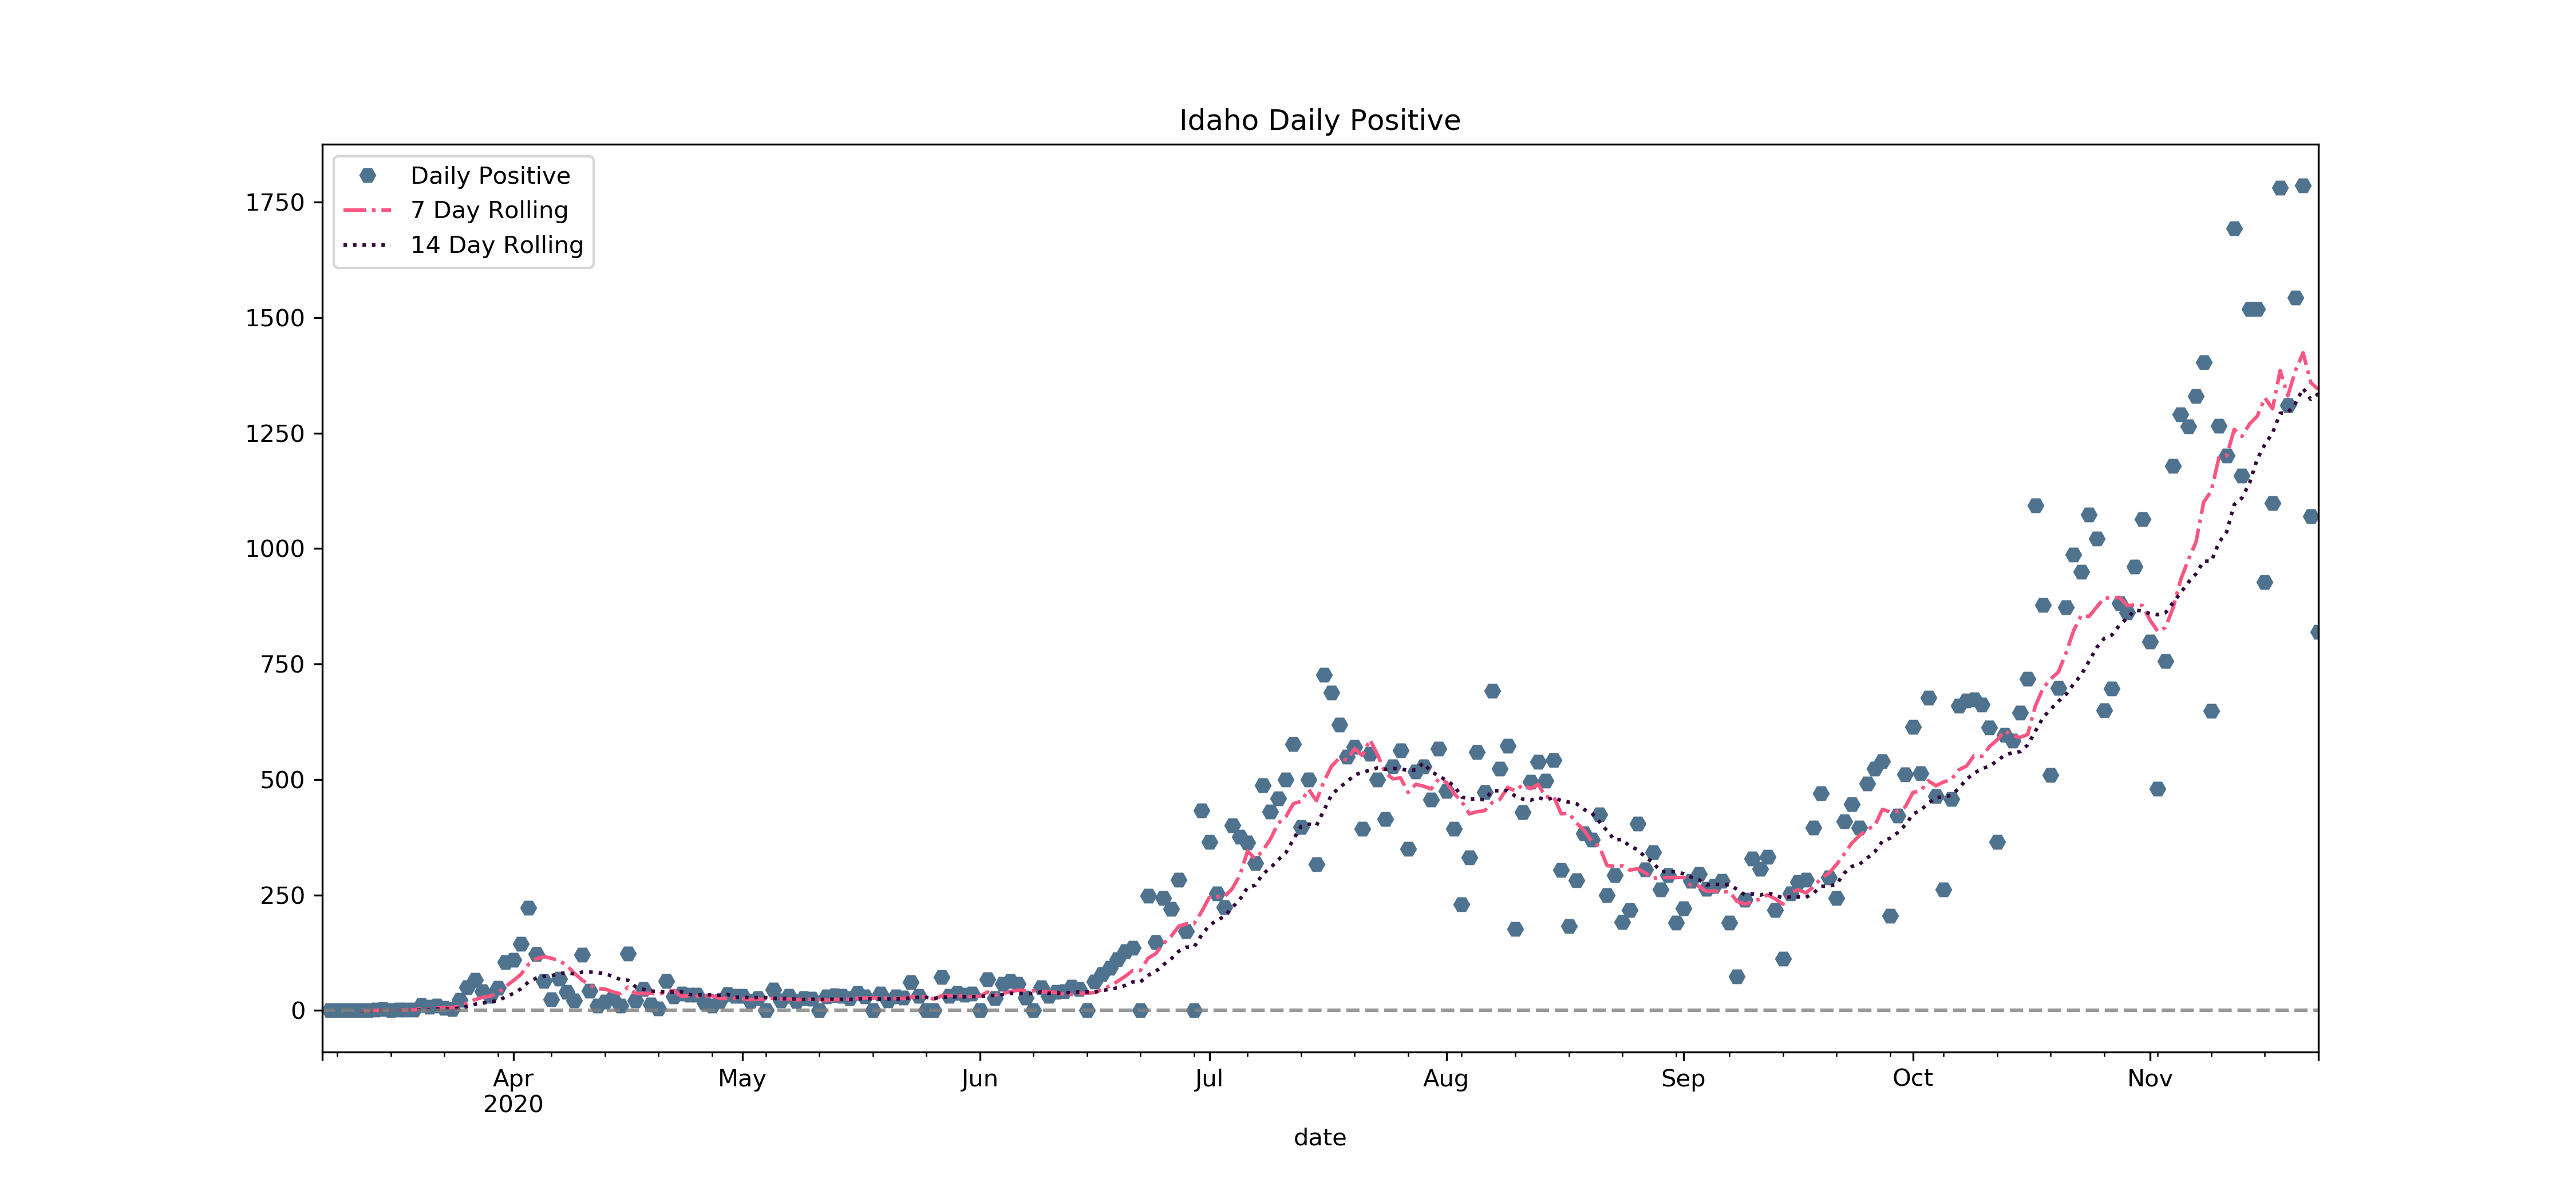 Idaho Daily Positive
Daily Positive
7 Day Rolling
14 Day Rolling
1750
1500
1250
1000
750
500
250
0
Apr May Jun Jul Aug Sep Oct Nov
2020
date